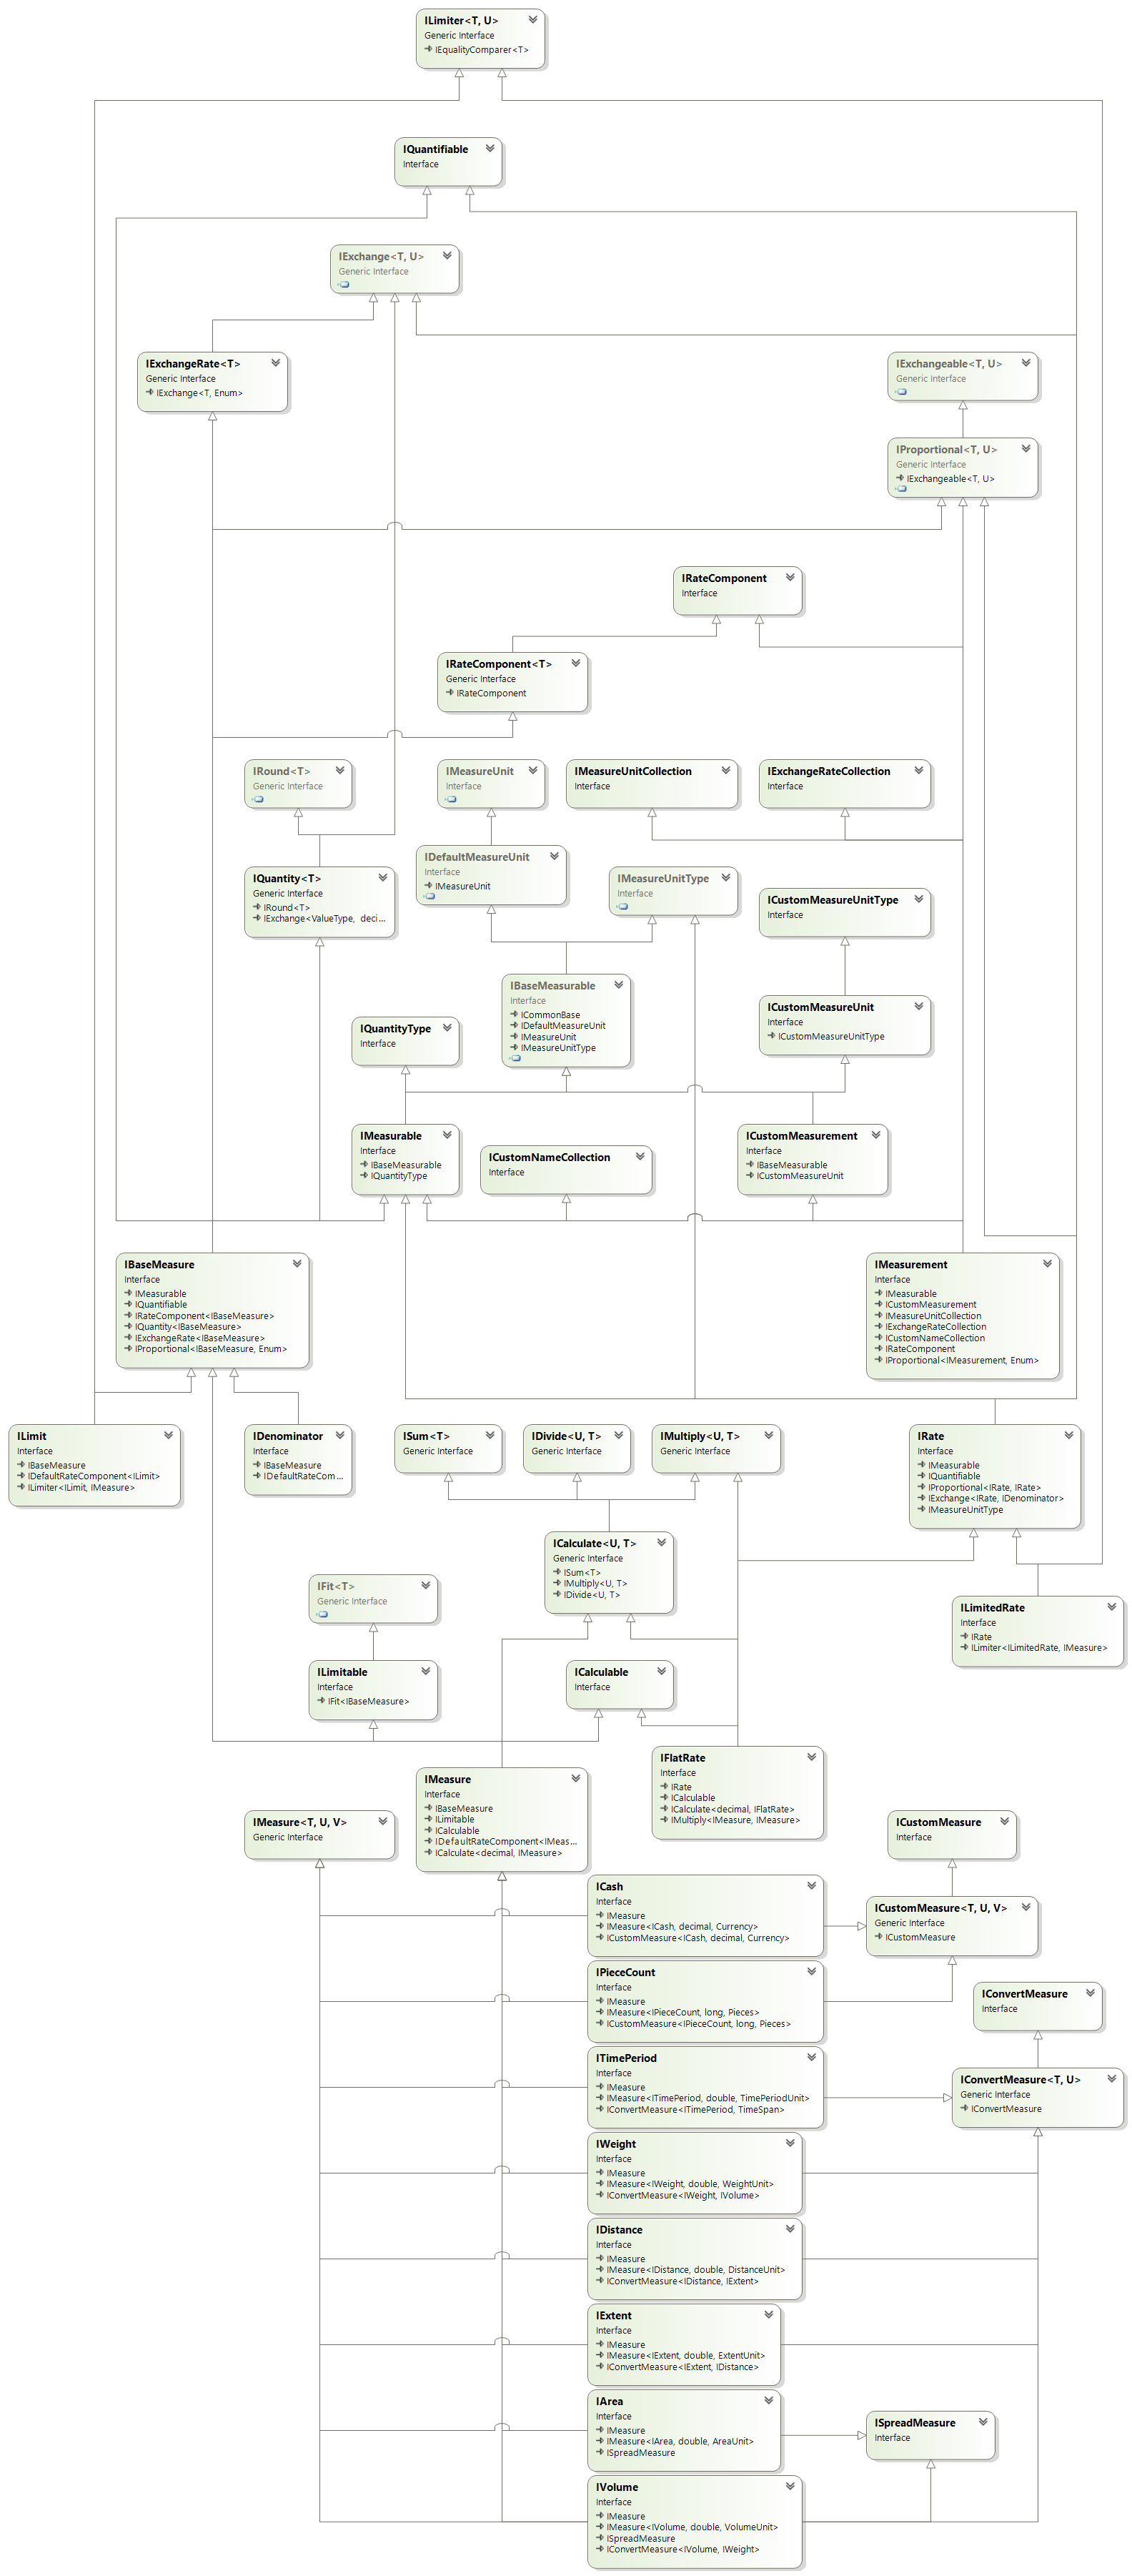 ILimiter<T, U>
Generic Interface
IEqualityComparer<T>
IQuantifiable
Interface
IExchange<T, U>
Generic Interface
IExchangeRate<T>
Generic Interface
IExchange<T, Enum>
IExchangeable<T, U>
Generic Interface
IProportional<T, U>
Generic Interface
IExchangeable<T, U>
IRateComponent
Interface
IRateComponent<T>
Generic Interface
IRateComponent
IRound<T>
Generic Interface
IMeasureUnit
Interface
IMeasureUnitCollection
Interface
IExchangeRateCollection
Interface
IDefaultMeasureUnit
Interface
IMeasureUnit
IQuantity<T>
Generic Interface
IRound<T>
IExchange<ValueType, deci...
IMeasureUnitType
Interface
ICustomMeasureUnitType
Interface
IBaseMeasurable
Interface
ICommonBase
IDefaultMeasureUnit
IMeasureUnit
IMeasureUnitType
ICustomMeasureUnit
Interface
ICustomMeasureUnitType
IQuantityType
Interface
IMeasurable
Interface
IBaseMeasurable
IQuantityType
ICustomNameCollection
Interface
ICustomMeasurement
Interface
IBaseMeasurable
ICustomMeasureUnit
IBaseMeasure
Interface
IMeasurable
IQuantifiable
IRateComponent<IBaseMeasure>
IQuantity<IBaseMeasure>
IExchangeRate<IBaseMeasure>
IProportional<IBaseMeasure, Enum>
IMeasurement
Interface
IMeasurable
ICustomMeasurement
IMeasureUnitCollection
IExchangeRateCollection
ICustomNameCollection
IRateComponent
IProportional<IMeasurement, Enum>
ILimit
Interface
IBaseMeasure
IDefaultRateComponent<ILimit>
ILimiter<ILimit, IMeasure>
IDenominator
Interface
IBaseMeasure
IDefaultRateCom...
ISum<T>
Generic Interface
IDivide<U, T>
Generic Interface
IMultiply<U, T>
Generic Interface
IRate
Interface
IMeasurable
IQuantifiable
IProportional<IRate, IRate>
IExchange<IRate, IDenominator>
IMeasureUnitType
ICalculate<U, T>
Generic Interface
ISum<T>
IMultiply<U, T>
IDivide<U, T>
IFit<T>
Generic Interface
ILimitedRate
Interface
IRate
ILimiter<ILimitedRate, IMeasure>
ILimitable
Interface
IFit<IBaseMeasure>
ICalculable
Interface
IFlatRate
Interface
IRate
ICalculable
ICalculate<decimal, IFlatRate>
IMultiply<IMeasure, IMeasure>
IMeasure
Interface
IBaseMeasure
ILimitable
ICalculable
IDefaultRateComponent<IMeas...
ICalculate<decimal, IMeasure>
IMeasure<T, U, V>
Generic Interface
ICustomMeasure
Interface
ICash
Interface
IMeasure
IMeasure<ICash, decimal, Currency>
ICustomMeasure<ICash, decimal, Currency>
ICustomMeasure<T, U, V>
Generic Interface
ICustomMeasure
IPieceCount
Interface
IMeasure
IMeasure<IPieceCount, long, Pieces>
ICustomMeasure<IPieceCount, long, Pieces>
IConvertMeasure
Interface
ITimePeriod
Interface
IMeasure
IMeasure<ITimePeriod, double, TimePeriodUnit>
IConvertMeasure<ITimePeriod, TimeSpan>
IConvertMeasure<T, U>
Generic Interface
IConvertMeasure
IWeight
Interface
IMeasure
IMeasure<IWeight, double, WeightUnit>
IConvertMeasure<IWeight, IVolume>
IDistance
Interface
IMeasure
IMeasure<IDistance, double, DistanceUnit>
IConvertMeasure<IDistance, IExtent>
IExtent
Interface
IMeasure
IMeasure<IExtent, double, ExtentUnit>
IConvertMeasure<IExtent, IDistance>
IArea
Interface
IMeasure
IMeasure<IArea, double, AreaUnit>
ISpreadMeasure
ISpreadMeasure
Interface
IVolume
Interface
IMeasure
IMeasure<IVolume, double, VolumeUnit>
ISpreadMeasure
IConvertMeasure<IVolume, IWeight>